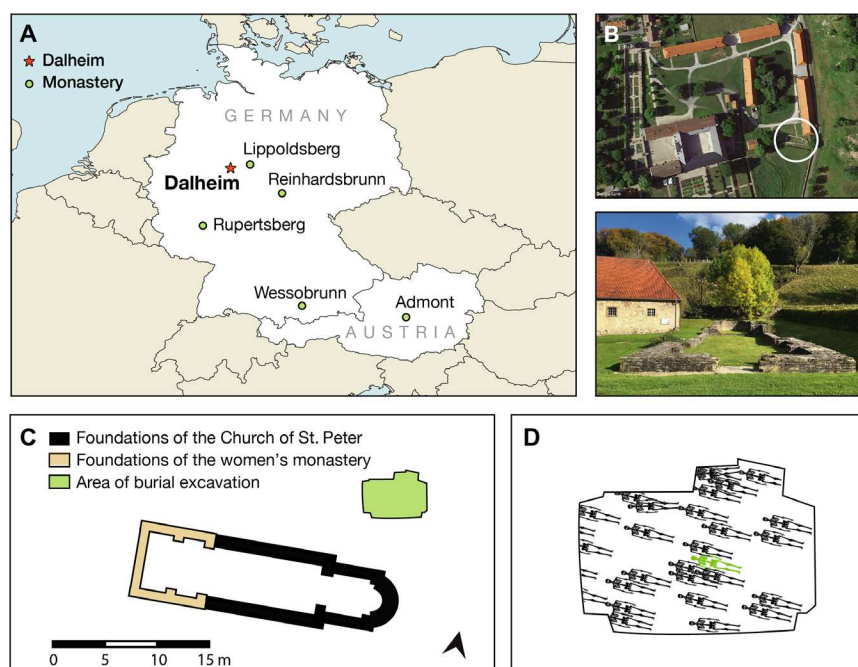 A
Dalheim
Monastery
GERMANY
Lippoldsberg
Dalheim
Reinhardsbrunn
Rupertsberg
Wessobrunn
Admont
AUSTRIA
B
C
Foundations of the Church of St. Peter
Foundations of the women's monastery
Area of burial excavation
0 5 10 15 m
D